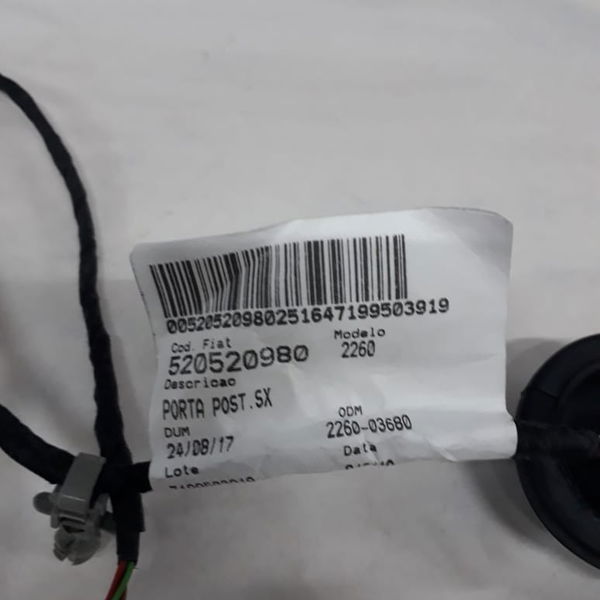 00520520980251647199503919
Cod. Fiat
Modelo
520520980
2260
Descricao
PORTA POST.SX
DUM
ODM
24/08/17
2260-03680
Lote
Data